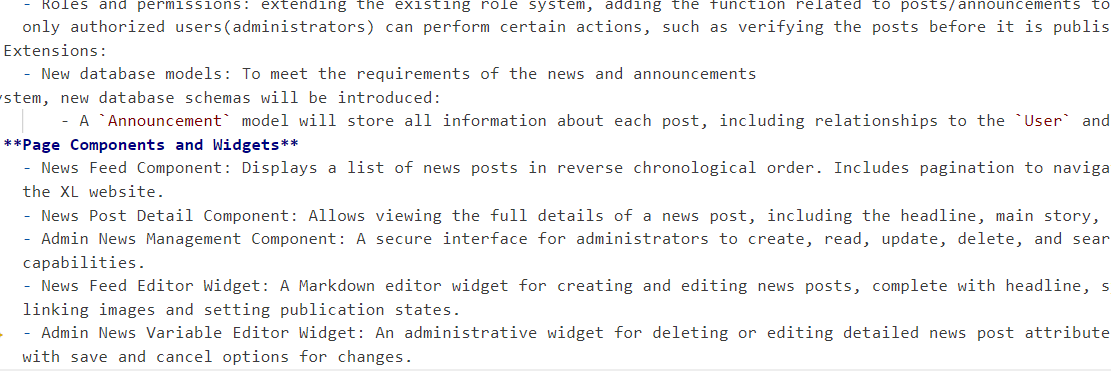 - Roles and permissions: extending the existing role system, adding the function related to posts/announcements to
only authorized users(administrators) can perform certain actions, such as verifying the posts before it is publis
Extensions:
- New database models: To meet the requirements of the news and announcements
ystem, new database schemas will be introduced:
- A `Announcement` model will store all information about each post, including relationships to the `User` and
**Page Components and Widgets**
- News Feed Component: Displays a list of news posts in reverse chronological order. Includes pagination to naviga
the XL website.
- News Post Detail Component: Allows viewing the full details of a news post, including the headline, main story,
- Admin News Management Component: A secure interface for administrators to create, read, update, delete, and sear
capabilities.
- News Feed Editor Widget: A Markdown editor widget for creating and editing news posts, complete with headline, s
linking images and setting publication states.
- Admin News Variable Editor Widget: An administrative widget for deleting or editing detailed news post attribute
with save and cancel options for changes.